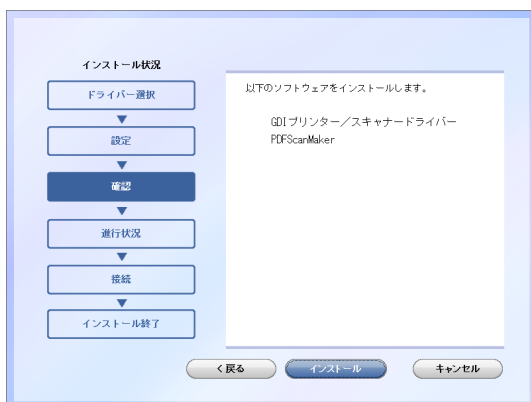 インストール状況
ドライバー選択
設定
確認
進行状況
接続
インストール終了
以下のソフトウェアをインストールします。
GDIプリンター／スキャナードライバー
PDFScanMaker
く戻る
インストール
キャンセル